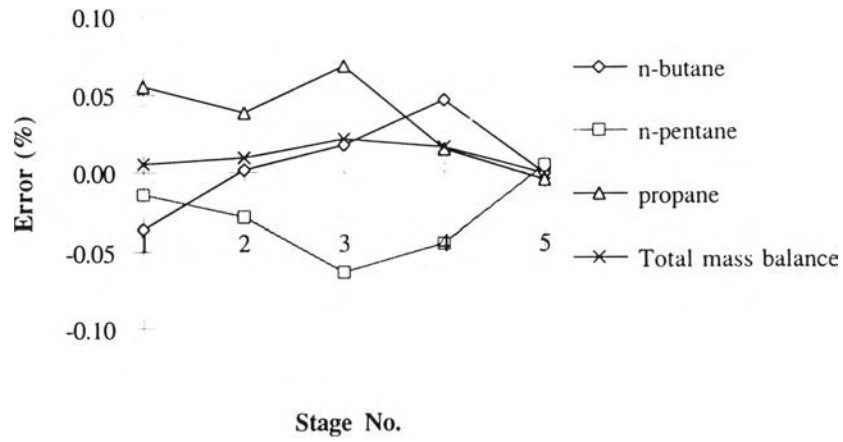 0.10
0.05
0.00
-0.05
-0.10
Error (%)
1 2 3 4 5
Stage No.
n-butane
n-pentane
propane
Total mass balance